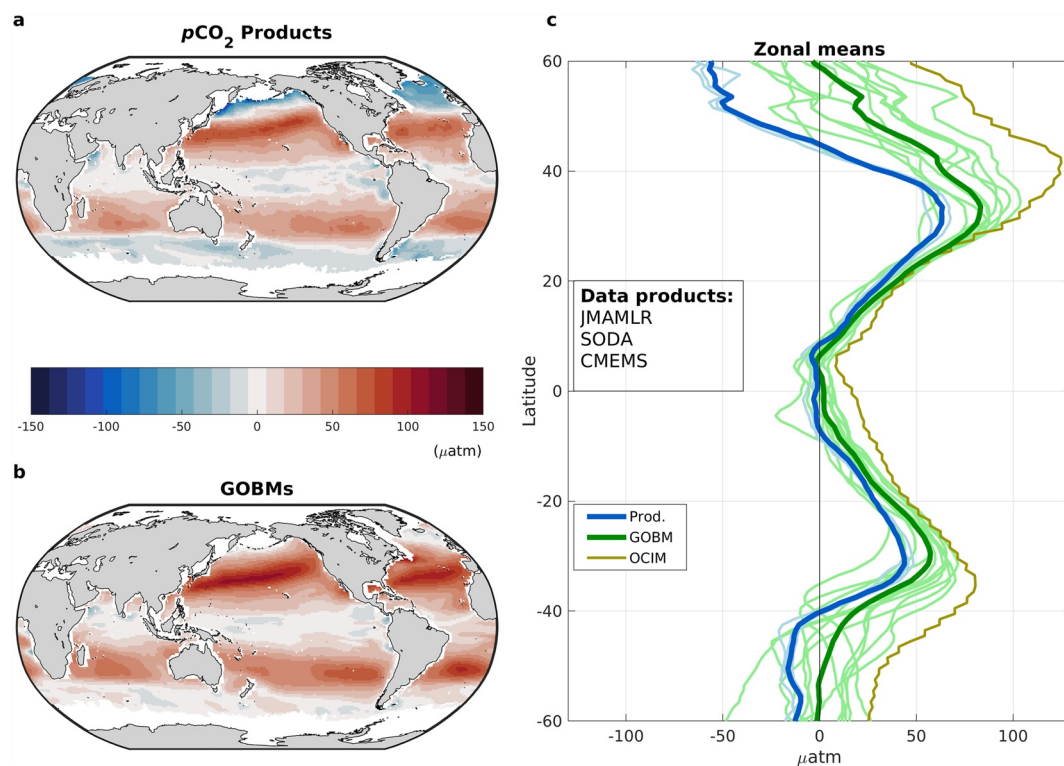 a
pCO2 Products
-150 -100 -50 0 50 100 150
(μatm)
b
GOBMs
c
Zonal means
60
40
20
0
-20
-40
-60
Latitude
Data products:
JMAMLR
SODA
CMEMS
Prod.
GOBM
OCIM
-100 -50 0 50 100
μatm